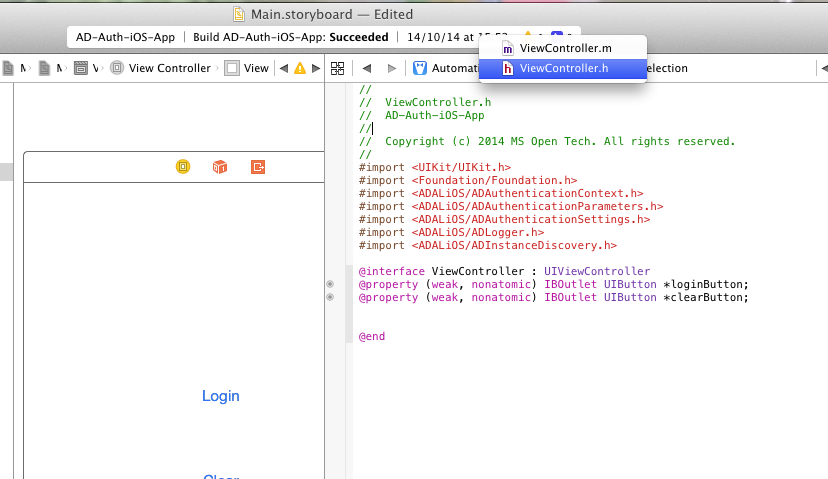 Main.storyboard — Edited
AD-Auth-iOS-App | Build AD-Auth-iOS-App: Succeeded | 14/10/14 at
ViewController.m
ViewController.h
View Controller View Automati election
//
// ViewController.h
// AD-Auth-iOS-App
//
// Copyright (c) 2014 MS Open Tech. All rights reserved.
//
#import <UIKit/UIKit.h>
#import <Foundation/Foundation.h>
#import <ADALiOS/ADAuthenticationContext.h>
#import <ADALiOS/ADAuthenticationParameters.h>
#import <ADALiOS/ADAuthenticationSettings.h>
#import <ADALiOS/ADLogger.h>
#import <ADALiOS/ADInstanceDiscovery.h>
@interface ViewController : UIViewController
@property (weak, nonatomic) IBOutlet UIButton *loginButton;
@property (weak, nonatomic) IBOutlet UIButton *clearButton;
@end
Login
Clear